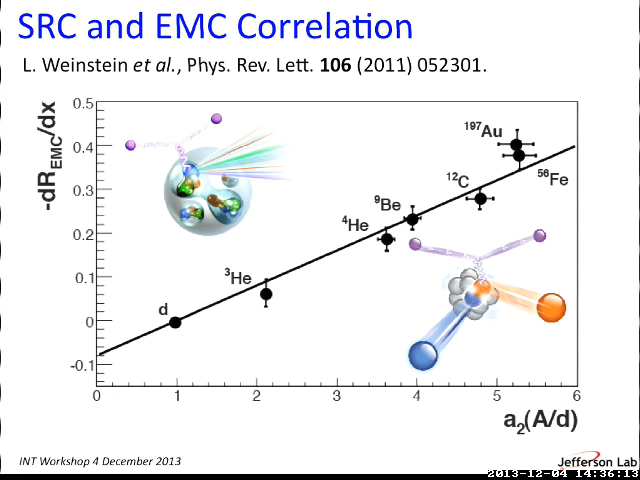 SRC and EMC Correlation
L. Weinstein et al., Phys. Rev. Lett. 106 (2011) 052301.
-dR_EMC/dx
0.5
0.4
0.3
0.2
0.1
0
-0.1
d
³He
⁴He
⁹Be
¹²C
¹⁹⁷Au
⁵⁶Fe
0 1 2 3 4 5 6
a₂(A/d)
INT Workshop 4 December 2013
Jefferson Lab
2013-12-04 14:36:13